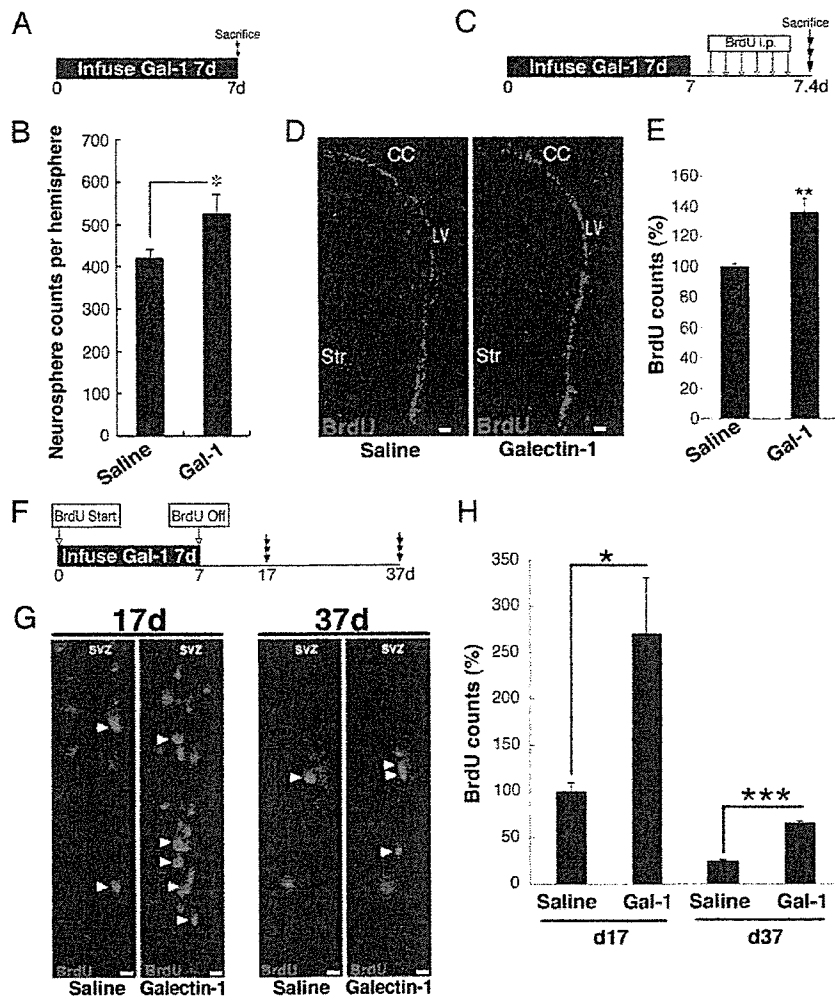 A
Sacrifice
Infuse Gal-1 7d
0
7d
B
Neurosphere counts per hemisphere
700
600
500
400
300
200
100
0
*
Saline
Gal-1
C
Sacrifice
BrdU i.p.
Infuse Gal-1 7d
0
7
7.4d
D
CC
LV
Str
BrdU
Saline
CC
LV
Str
BrdU
Galectin-1
E
BrdU counts (%)
160
140
120
100
80
60
40
20
0
**
Saline
Gal-1
F
BrdU Start
BrdU Off
Infuse Gal-1 7d
0
7
17
37d
G
17d
37d
svz
svz
svz
svz
BrdU
BrdU
BrdU
BrdU
Saline
Galectin-1
Saline
Galectin-1
H
BrdU counts (%)
350
300
250
200
150
100
50
0
*
***
Saline
Gal-1
Saline
Gal-1
d17
d37